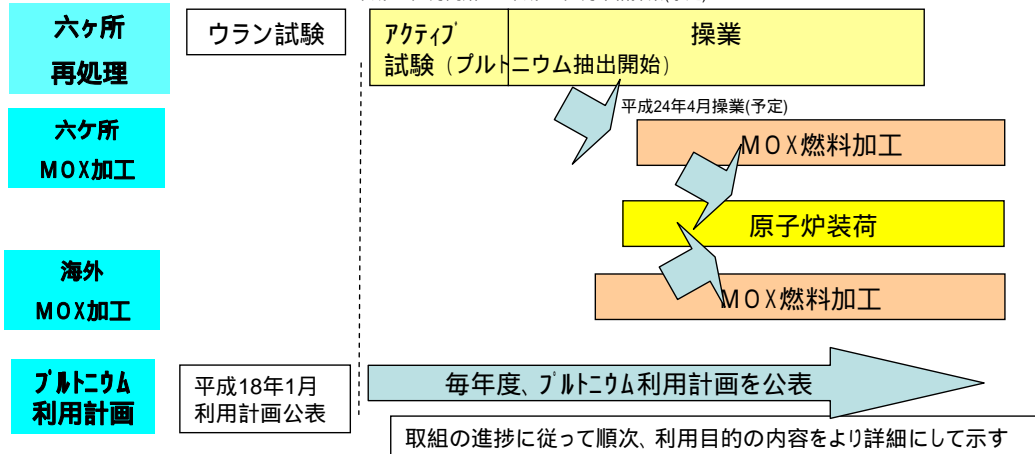 六ヶ所
再処理
ウラン試験
アクティブ
試験（プルトニウム抽出開始）
操業
平成24年4月操業(予定)
六ケ所
MOX加工
MOX燃料加工
原子炉装荷
海外
MOX加工
MOX燃料加工
プルトニウム
利用計画
平成18年1月
利用計画公表
毎年度、プルトニウム利用計画を公表
取組の進捗に従って順次、利用目的の内容をより詳細にして示す